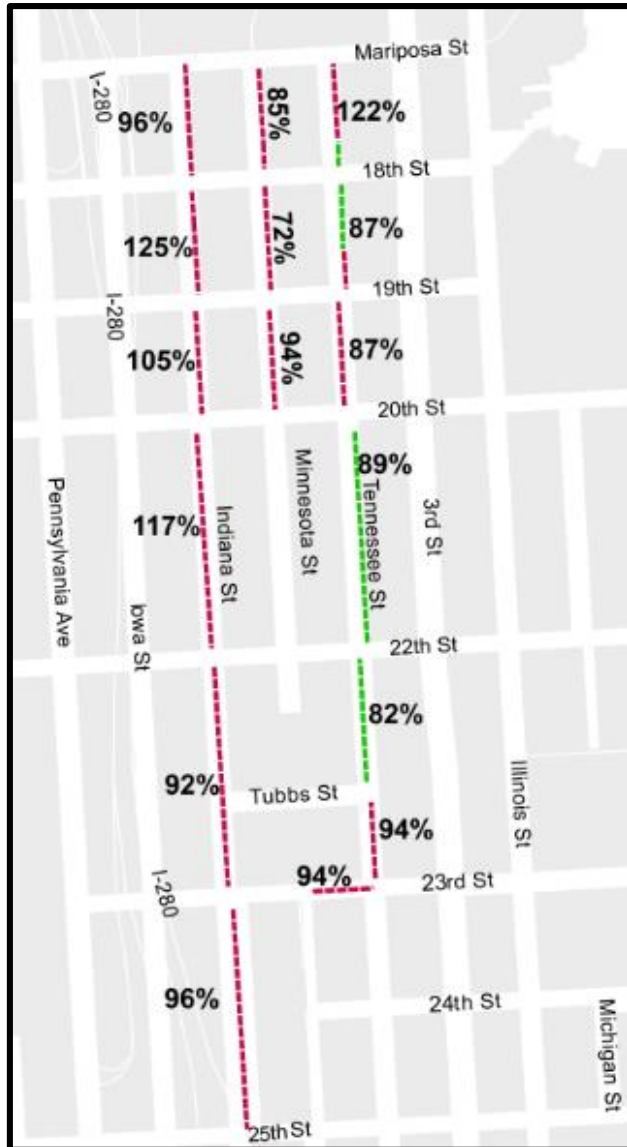 Mariposa St
I-280
96%
85%
122%
18th St
125%
72%
87%
19th St
I-280
105%
94%
87%
20th St
89%
Pennsylvania Ave
Iowa St
117%
Indiana St
Minnesota St
Tennessee St
3rd St
22th St
82%
92%
Tubbs St
94%
Illinois St
I-280
94%
23rd St
96%
24th St
Michigan St
25th St